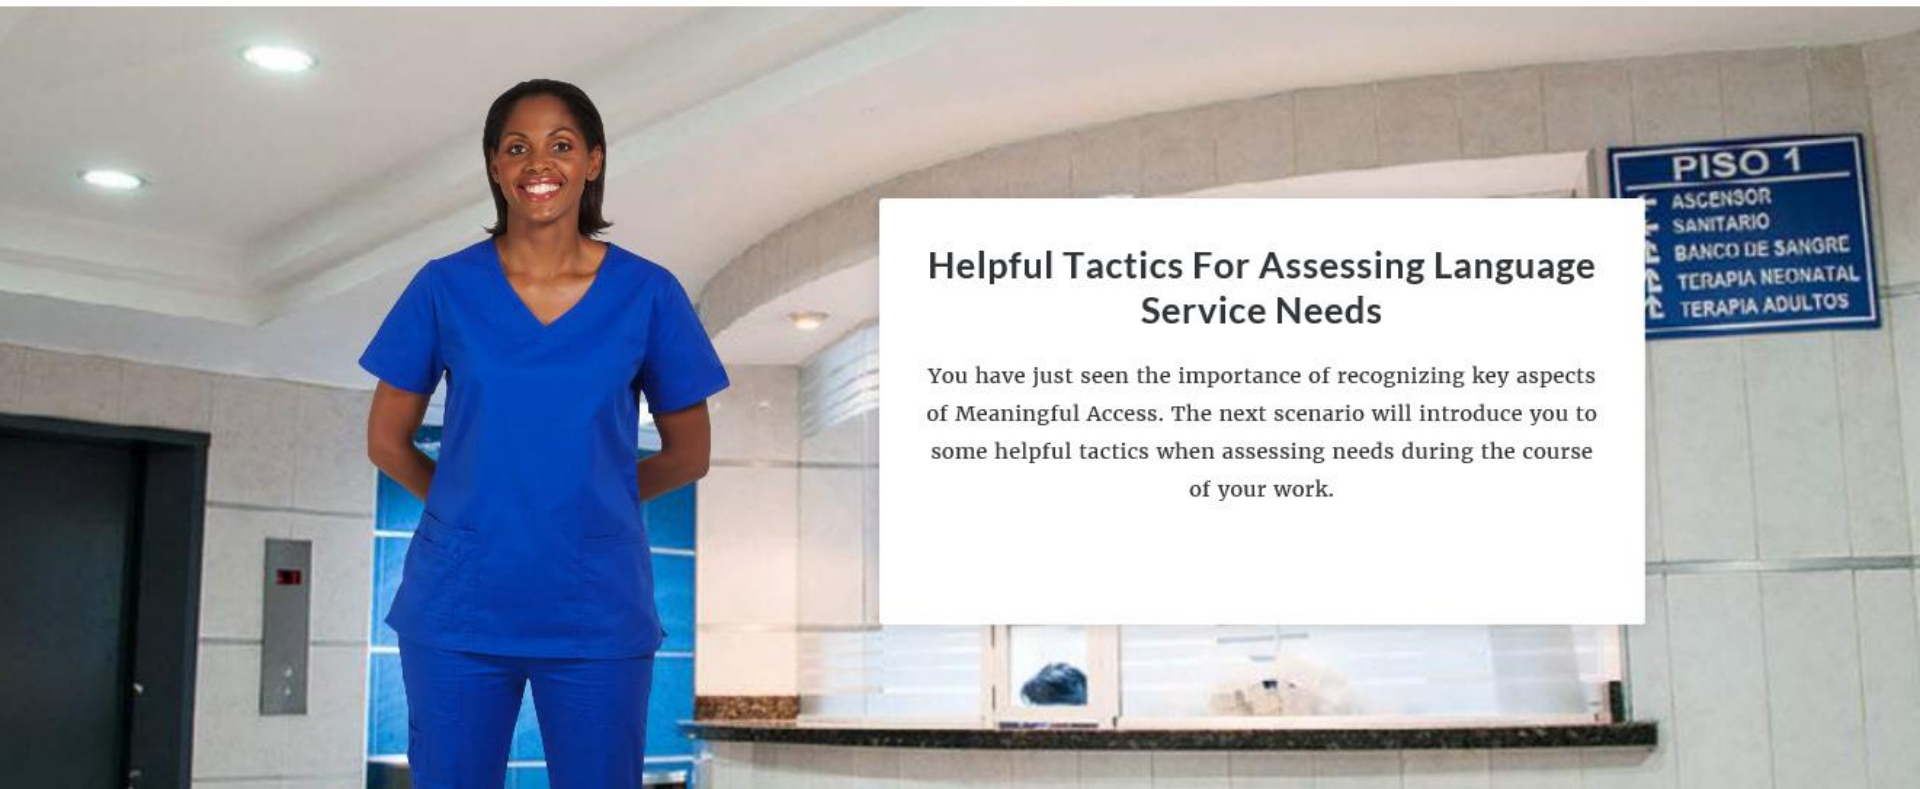 Helpful Tactics For Assessing Language
Service Needs
You have just seen the importance of recognizing key aspects
of Meaningful Access. The next scenario will introduce you to
some helpful tactics when assessing needs during the course
of your work.
PISO 1
ASCENSOR
SANITARIO
BANCO DE SANGRE
TERAPIA NEONATAL
TERAPIA ADULTOS